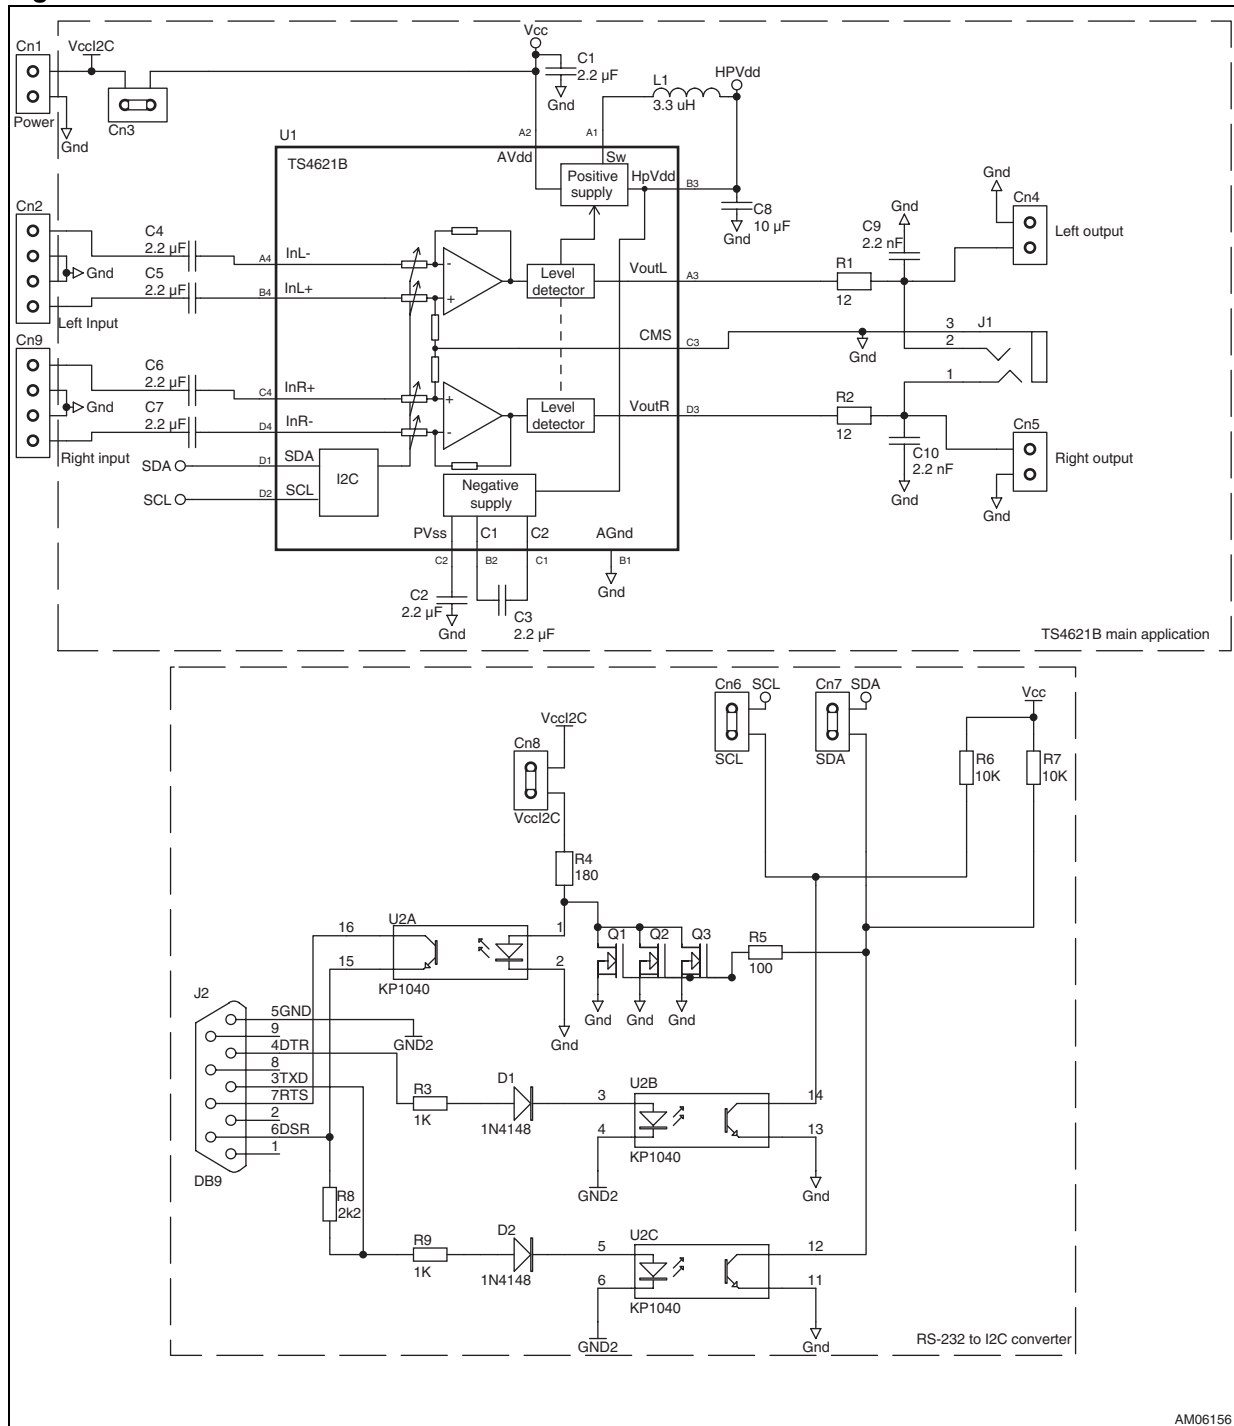 Cn1
VccI2C
Power
Gnd
Cn3
Vcc
C1
2.2 µF
Gnd
L1
3.3 uH
HPVdd
U1
TS4621B
A2
AVdd
A1
Sw
Positive
supply
HpVdd
B3
C8
10 µF
Gnd
Cn2
C4
2.2 µF
A4
InL-
Gnd
C5
2.2 µF
B4
InL+
Left Input
-
+
Level
detector
VoutL
A3
R1
12
Gnd
C9
2.2 nF
Gnd
Cn4
Left output
CMS
C3
Gnd
3
J1
2
1
Cn9
C6
2.2 µF
C4
InR+
Gnd
C7
2.2 µF
D4
InR-
Right input
+
-
Level
detector
VoutR
D3
R2
12
C10
2.2 nF
Gnd
Cn5
Right output
Gnd
SDA
D1
SDA
SCL
D2
SCL
I2C
Negative
supply
PVss
C1
C2
AGnd
C2
B2
C1
B1
Gnd
C2
2.2 µF
Gnd
C3
2.2 µF
TS4621B main application
Cn6
SCL
SCL
Cn7
SDA
SDA
Vcc
R6
10K
R7
10K
VccI2C
Cn8
VccI2C
R4
180
U2A
16
15
1
2
KP1040
Gnd
Q1
Q2
Q3
Gnd
Gnd
Gnd
R5
100
J2
5GND
9
4DTR
8
3TXD
7RTS
2
6DSR
1
DB9
GND2
R3
1K
D1
1N4148
U2B
3
4
14
13
KP1040
GND2
Gnd
R8
2k2
R9
1K
D2
1N4148
U2C
5
6
12
11
KP1040
GND2
Gnd
RS-232 to I2C converter
AM06156